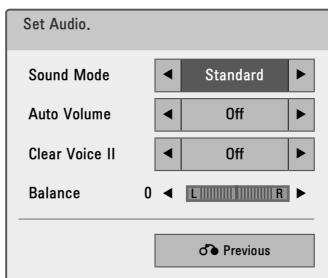 Set Audio.
Sound Mode ◄ Standard ►
Auto Volume ◄ Off ►
Clear Voice II ◄ Off ►
Balance 0 ◄ L R ►
Previous